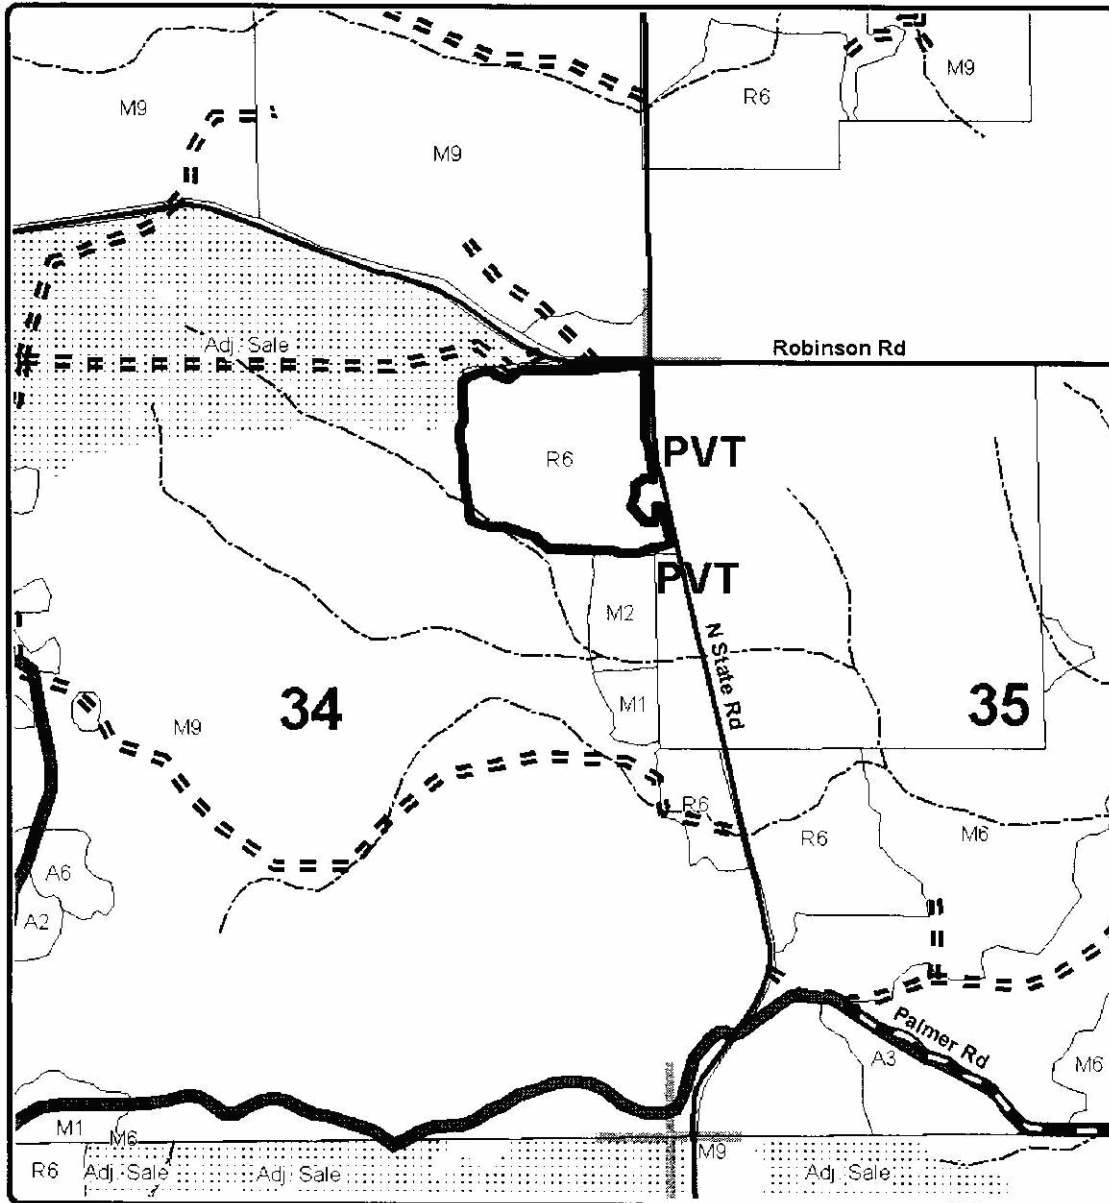 M9
M9
R6
M9
Adj. Sale
Robinson Rd
R6
PVT
PVT
M2
N State Rd
M1
34
35
M9
R6
R6
M6
A6
A2
Palmer Rd
A3
M6
M1
M6
M9
R6
Adj. Sale
Adj. Sale
Adj. Sale